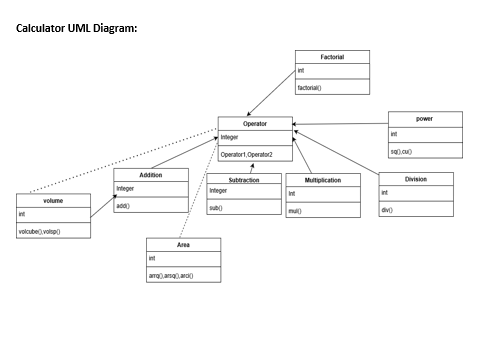 Calculator UML Diagram:
Factorial
int
factorial()
Operator
Integer
Operator1,Operator2
power
int
sq(),cu()
Addition
Integer
add()
Subtraction
Integer
sub()
Multiplication
Int
mul()
Division
int
div()
volume
int
volcube(),volsp()
Area
int
arrq(),arsq(),arci()